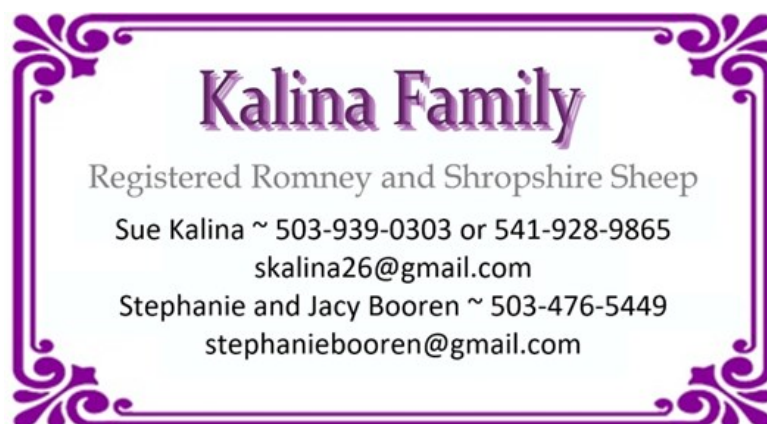 Kalina Family
Registered Romney and Shropshire Sheep
Sue Kalina ~ 503-939-0303 or 541-928-9865
skalina26@gmail.com
Stephanie and Jacy Booren ~ 503-476-5449
stephaniebooren@gmail.com